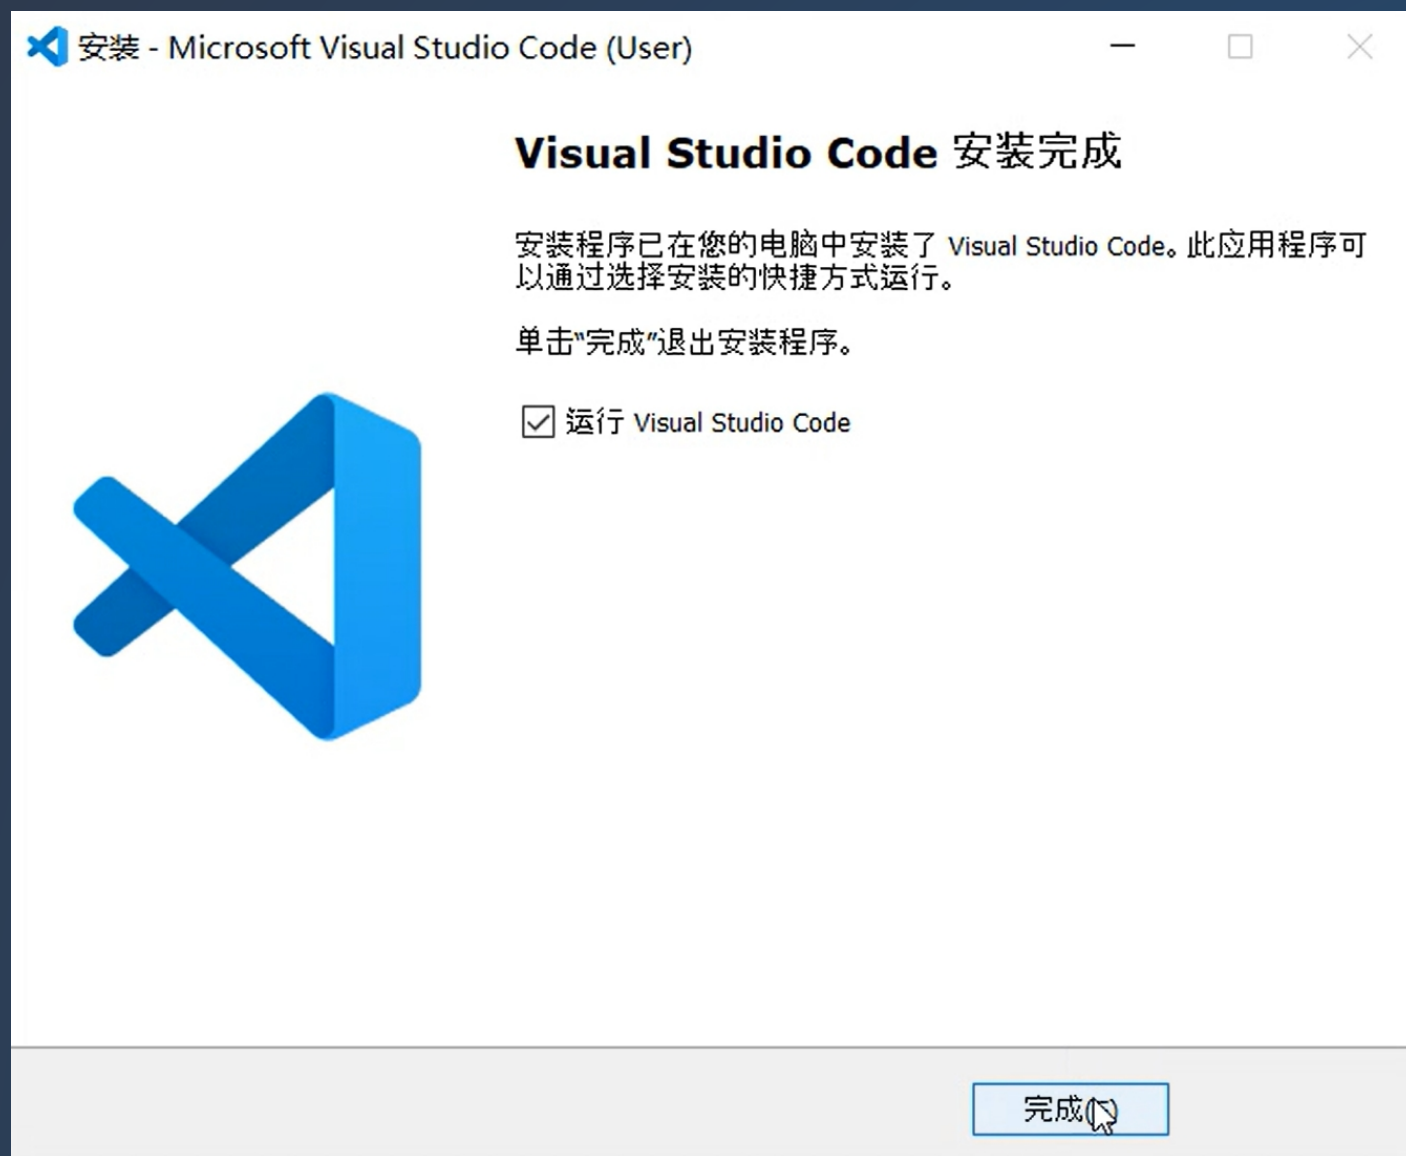 安装 - Microsoft Visual Studio Code (User)
Visual Studio Code 安装完成
安装程序已在您的电脑中安装了 Visual Studio Code。此应用程序可
以通过选择安装的快捷方式运行。
单击“完成”退出安装程序。
运行 Visual Studio Code
完成